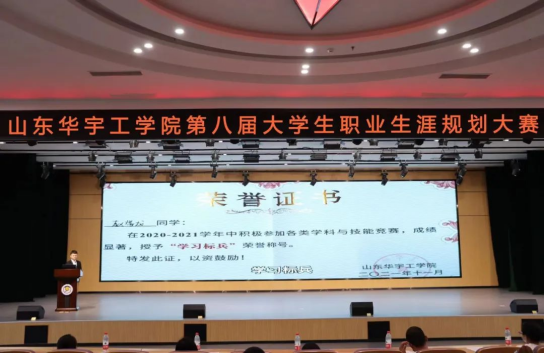 山东华宇工学院第八届大学生职业生涯规划大赛
荣誉证书
同学:
在2020-2021学年中积极参加各类学科与技能竞赛，成绩
显著，授予“学习标兵”荣誉称号。
特发此证，以资鼓励！
学习标兵
山东华宇工学院
二〇二一年十一月